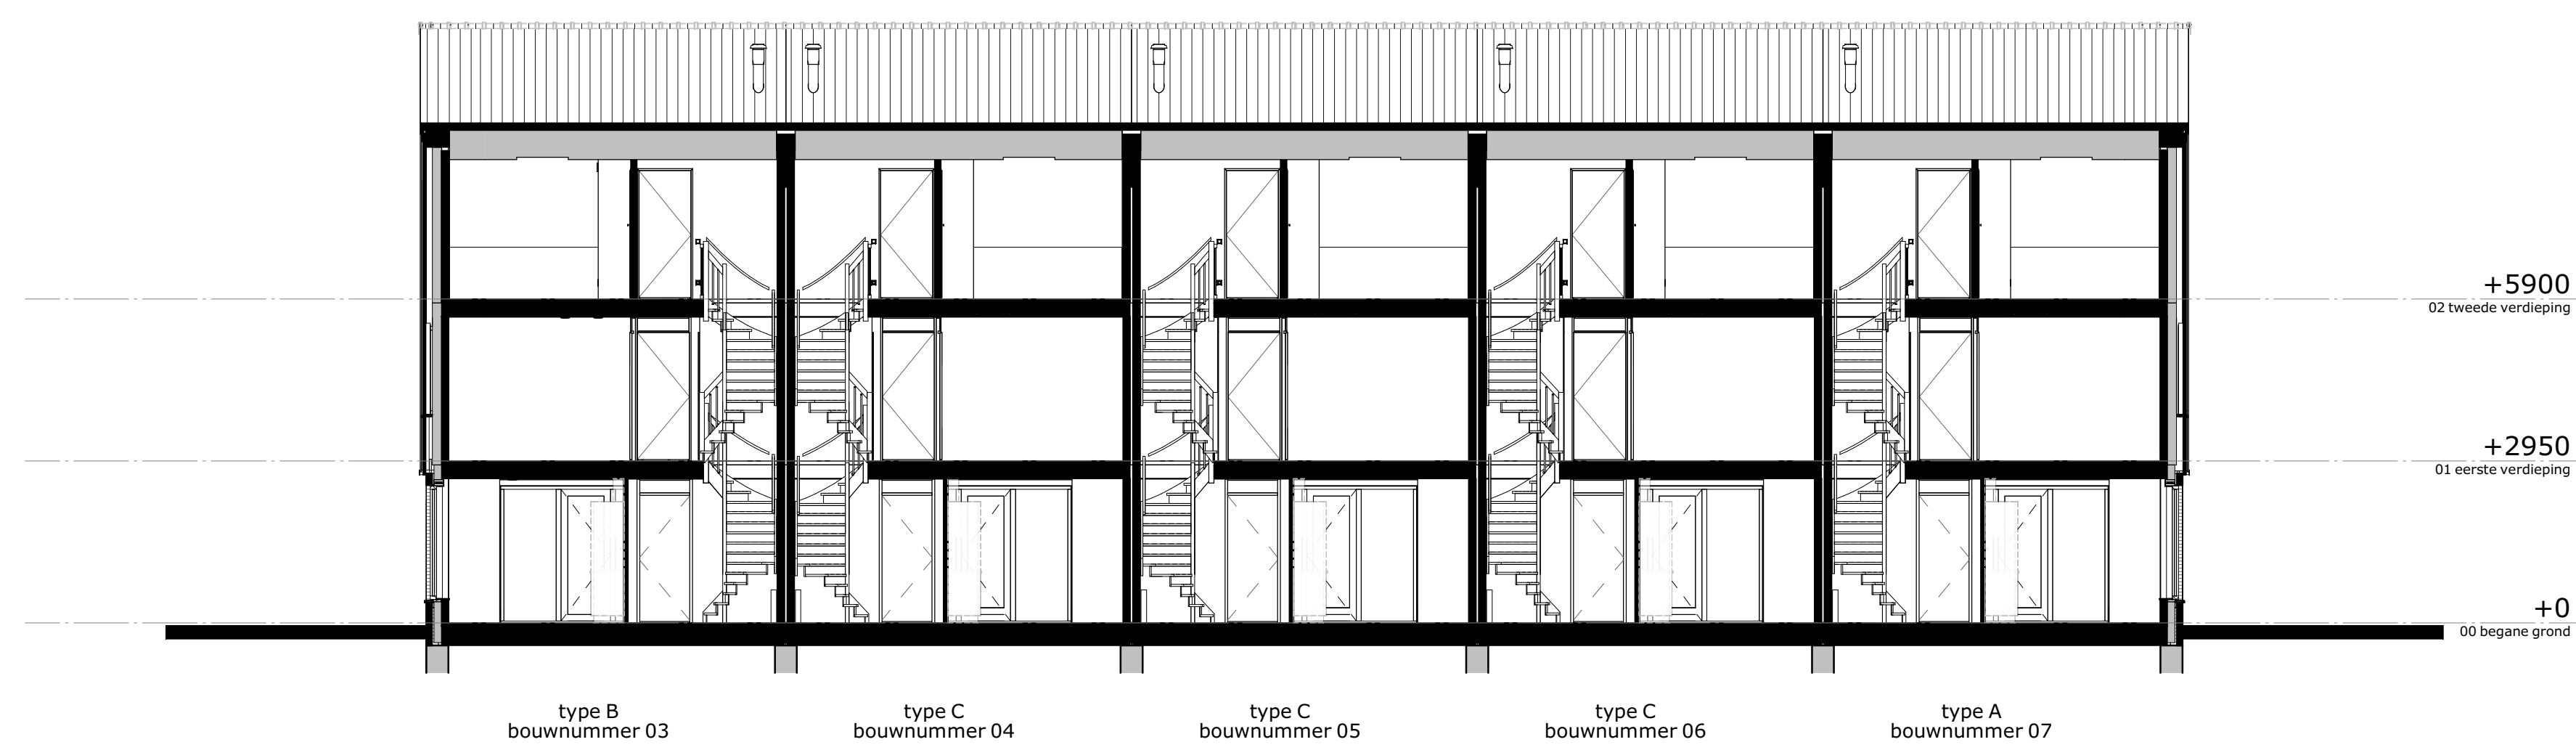 +5900
02 tweede verdieping
+2950
01 eerste verdieping
+0
00 begane grond
type B
bouwnummer 03
type C
bouwnummer 04
type C
bouwnummer 05
type C
bouwnummer 06
type A
bouwnummer 07